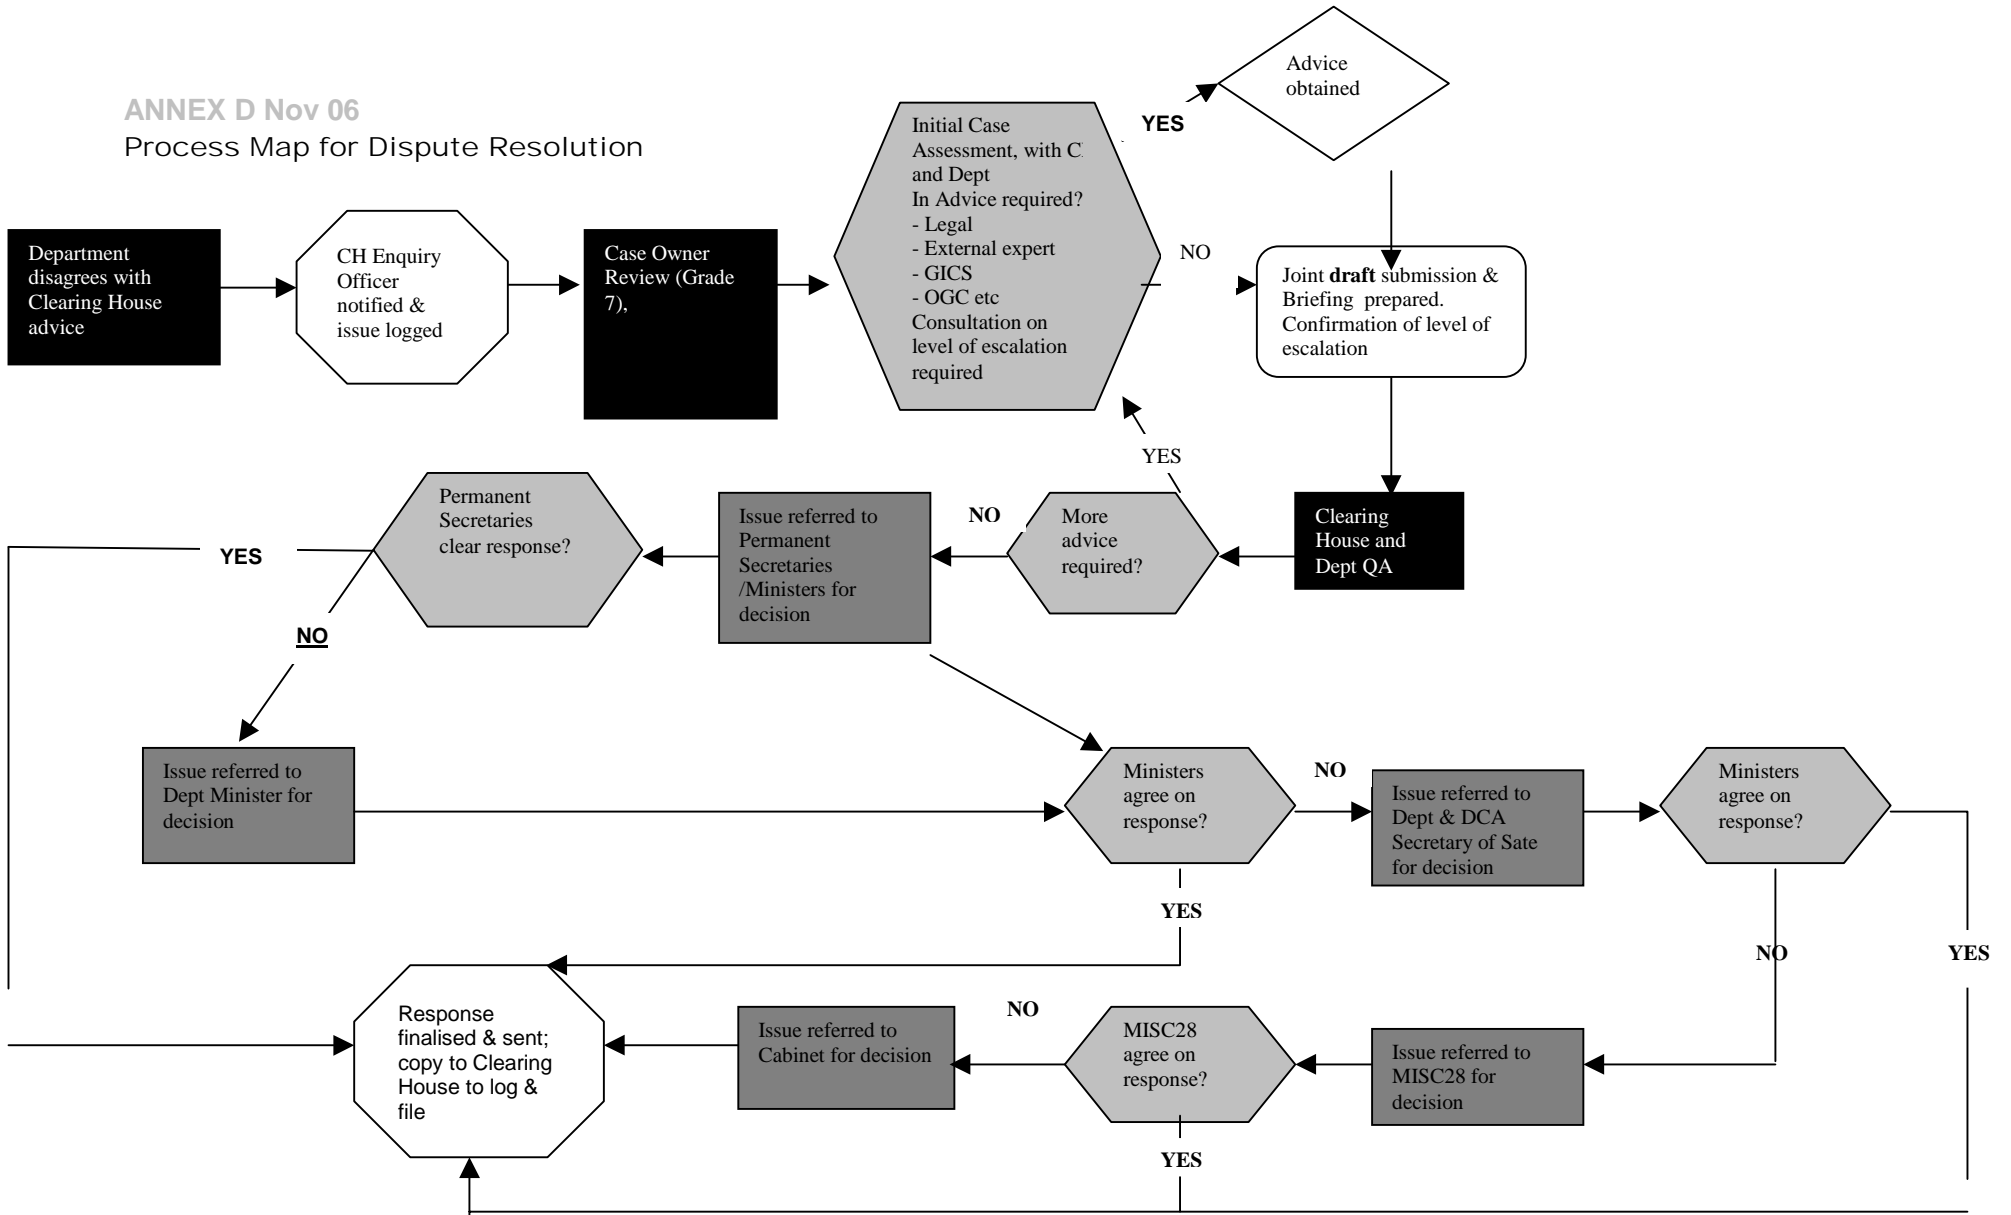 ANNEX D Nov 06
Process Map for Dispute Resolution
Department
disagrees with
Clearing House
advice
CH Enquiry
Officer
notified &
issue logged
Case Owner
Review (Grade
7),
Initial Case
Assessment, with C
and Dept
In Advice required?
- Legal
- External expert
- GICS
- OGC etc
Consultation on
level of escalation
required
YES
Advice
obtained
NO
Joint draft submission &
Briefing prepared.
Confirmation of level of
escalation
YES
Permanent
Secretaries
clear response?
Issue referred to
Permanent
Secretaries
/Ministers for
decision
NO
More
advice
required?
Clearing
House and
Dept QA
YES
NO
Issue referred to
Dept Minister for
decision
Ministers
agree on
response?
NO
Issue referred to
Dept & DCA
Secretary of Sate
for decision
Ministers
agree on
response?
YES
NO
YES
Response
finalised & sent;
copy to Clearing
House to log &
file
Issue referred to
Cabinet for decision
NO
MISC28
agree on
response?
Issue referred to
MISC28 for
decision
YES